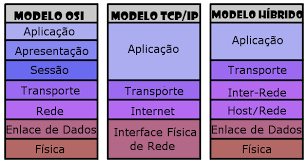 MODELO OSI
Aplicação
Apresentação
Sessão
Transporte
Rede
Enlace de Dados
Física
MODELO TCP/IP
Aplicação
Transporte
Internet
Interface Física
de Rede
MODELO HÍBRIDO
Aplicação
Transporte
Inter-Rede
Host/Rede
Enlace de Dados
Física